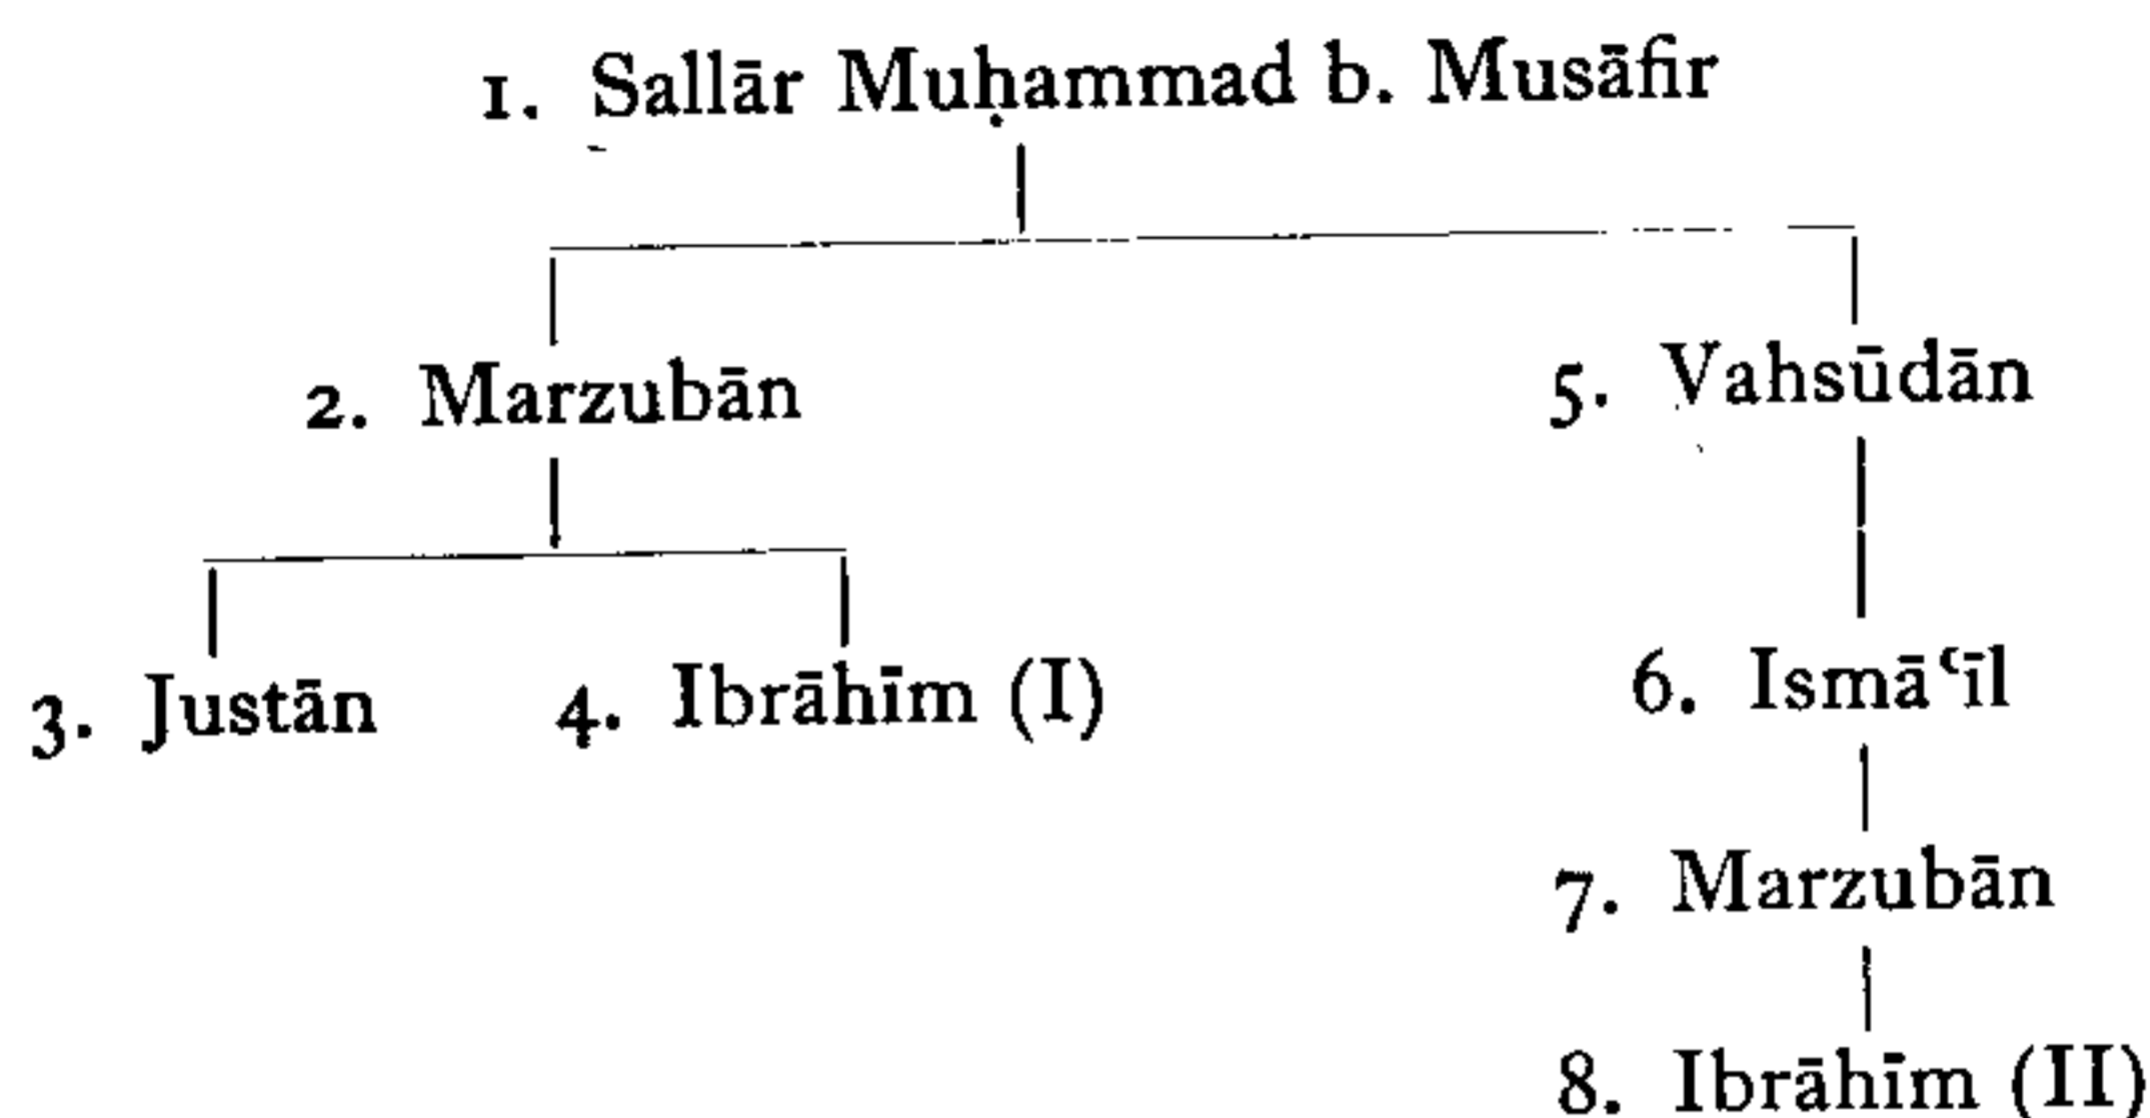 1. Sallār Muḥammad b. Musāfir
2. Marzubān
5. Vahsūdān
3. Justān
4. Ibrāhīm (I)
6. Ismāʿīl
7. Marzubān
8. Ibrāhīm (II)